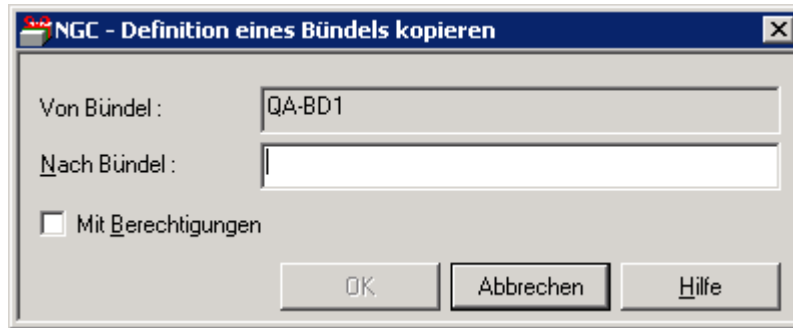 NGC - Definition eines Bündels kopieren
Von Bündel : QA-BD1
Nach Bündel :
Mit Berechtigungen
OK Abbrechen Hilfe